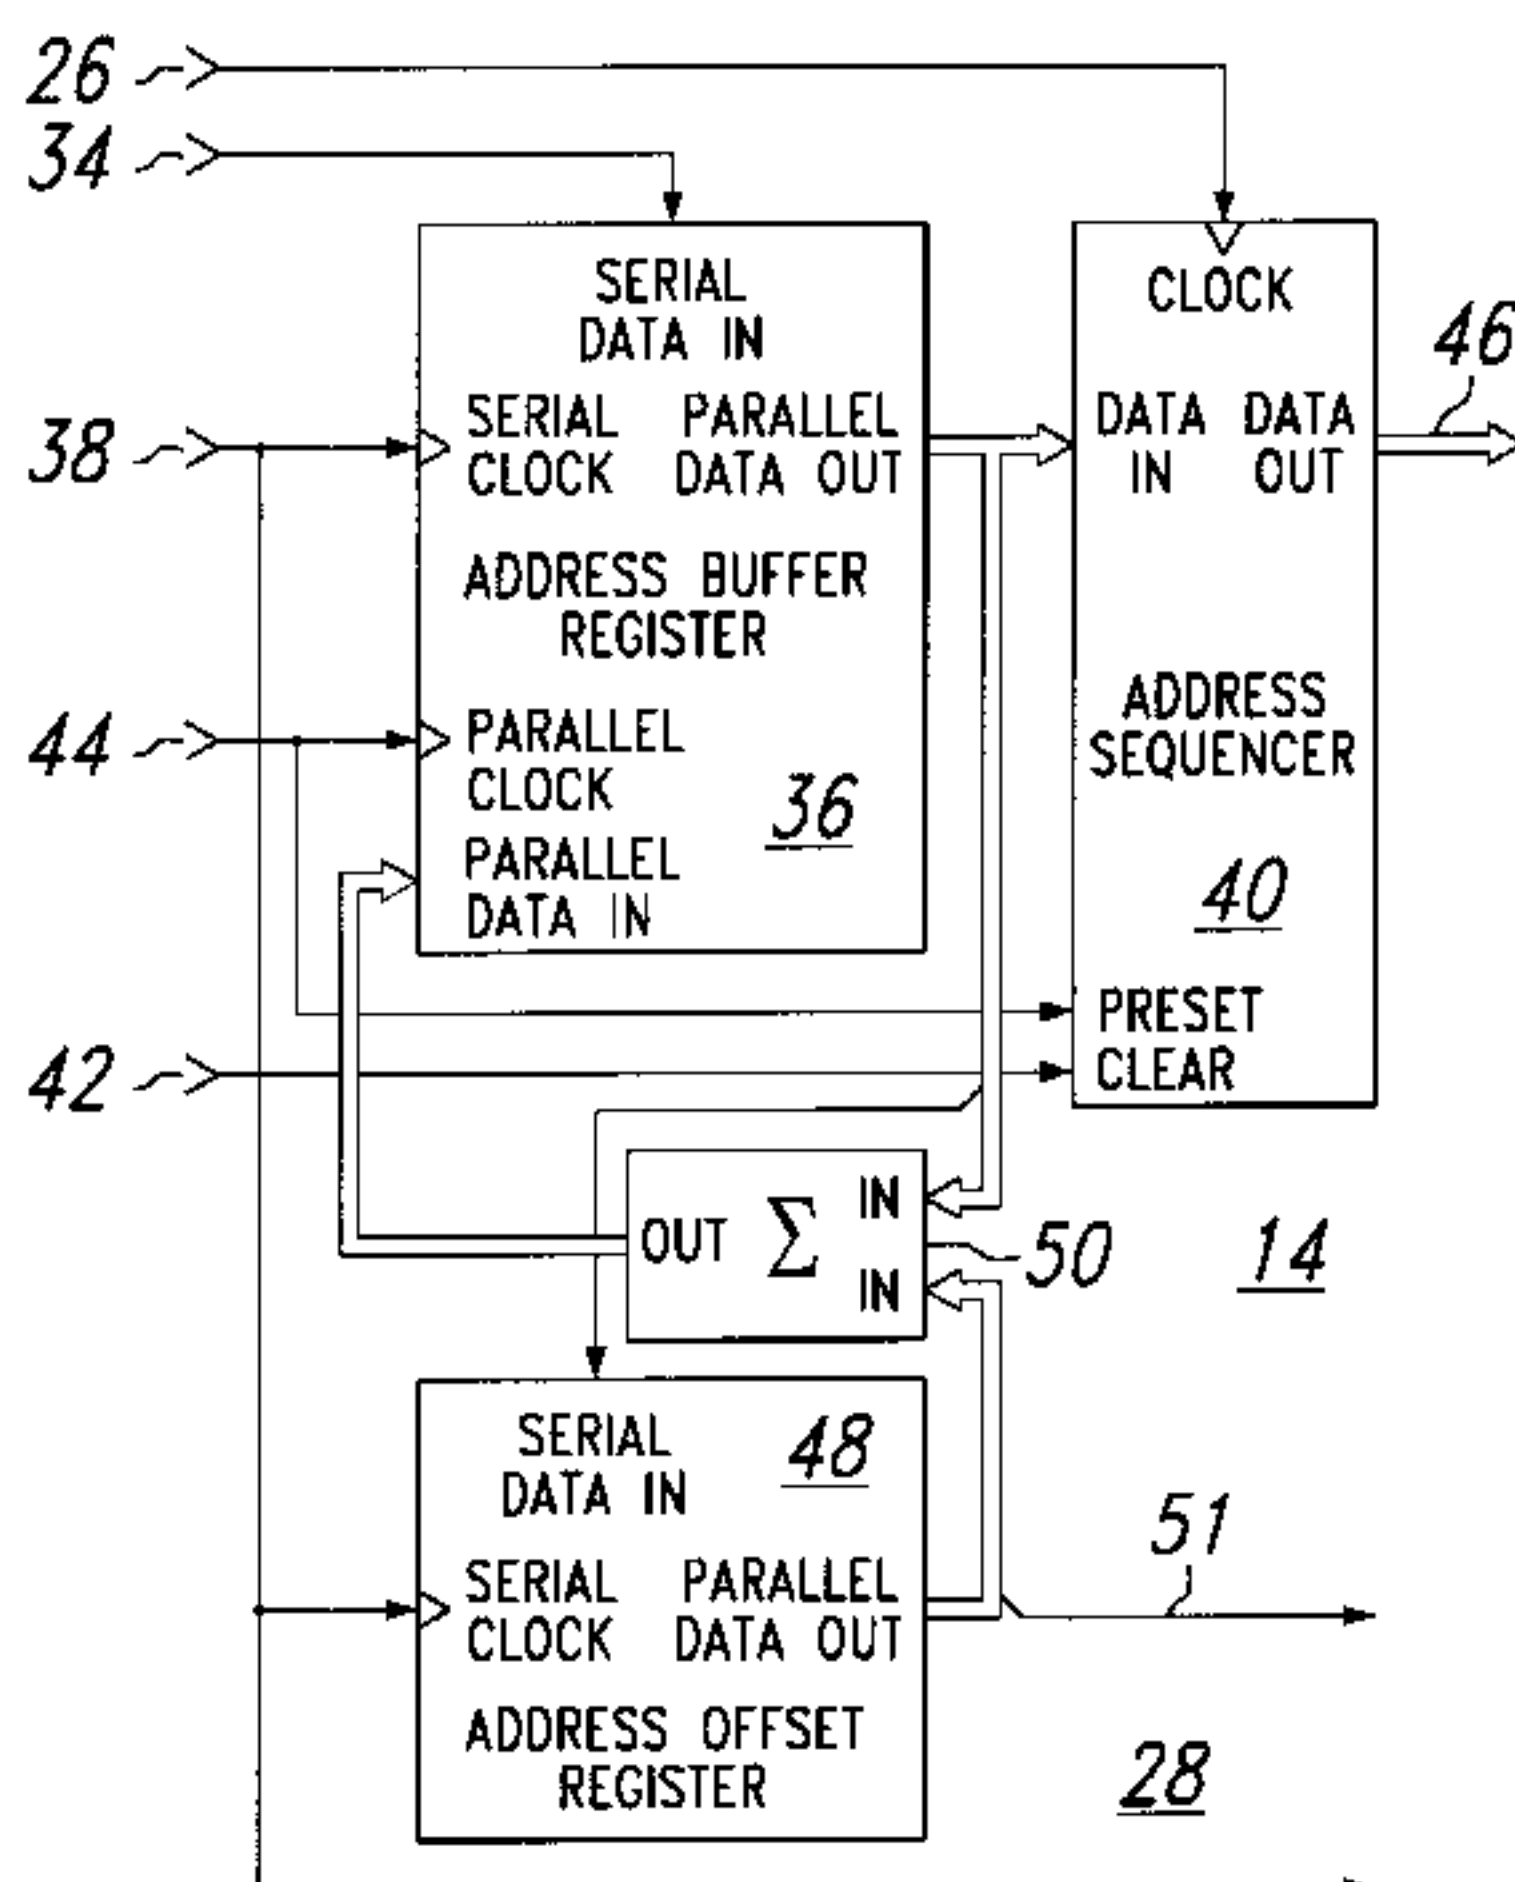 26
34
SERIAL
DATA IN
CLOCK
46
38
SERIAL PARALLEL
CLOCK DATA OUT
DATA DATA
IN OUT
ADDRESS BUFFER
REGISTER
ADDRESS
SEQUENCER
44
PARALLEL
CLOCK
36
PARALLEL
DATA IN
40
PRESET
CLEAR
42
OUT Σ IN
IN
50
14
SERIAL
DATA IN
48
51
SERIAL PARALLEL
CLOCK DATA OUT
ADDRESS OFFSET
REGISTER
28